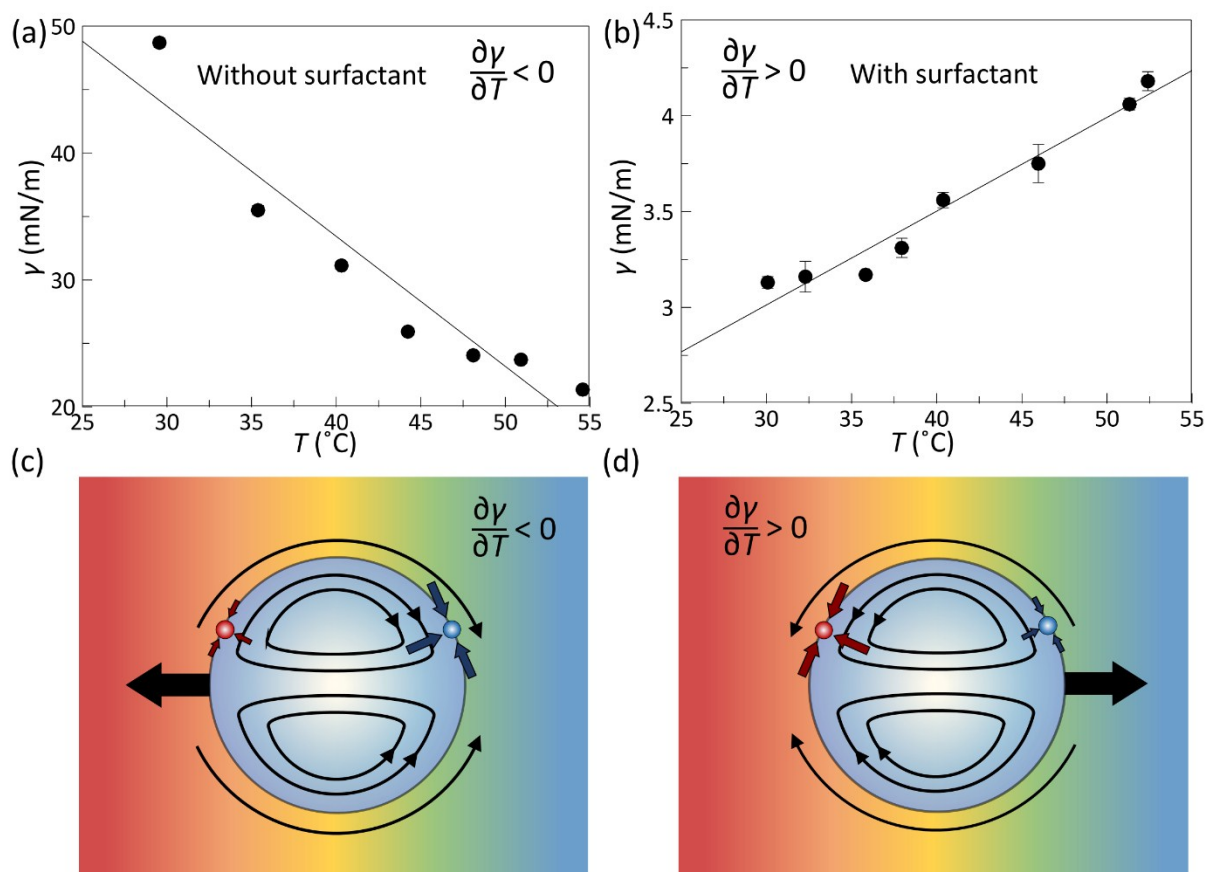 (a)
50
40
30
20
γ (mN/m)
Without surfactant
∂γ/∂T < 0
25 30 35 40 45 50 55
T (˚C)
(b)
4.5
4
3.5
3
2.5
γ (mN/m)
∂γ/∂T > 0
With surfactant
25 30 35 40 45 50 55
T (˚C)
(c)
∂γ/∂T < 0
(d)
∂γ/∂T > 0